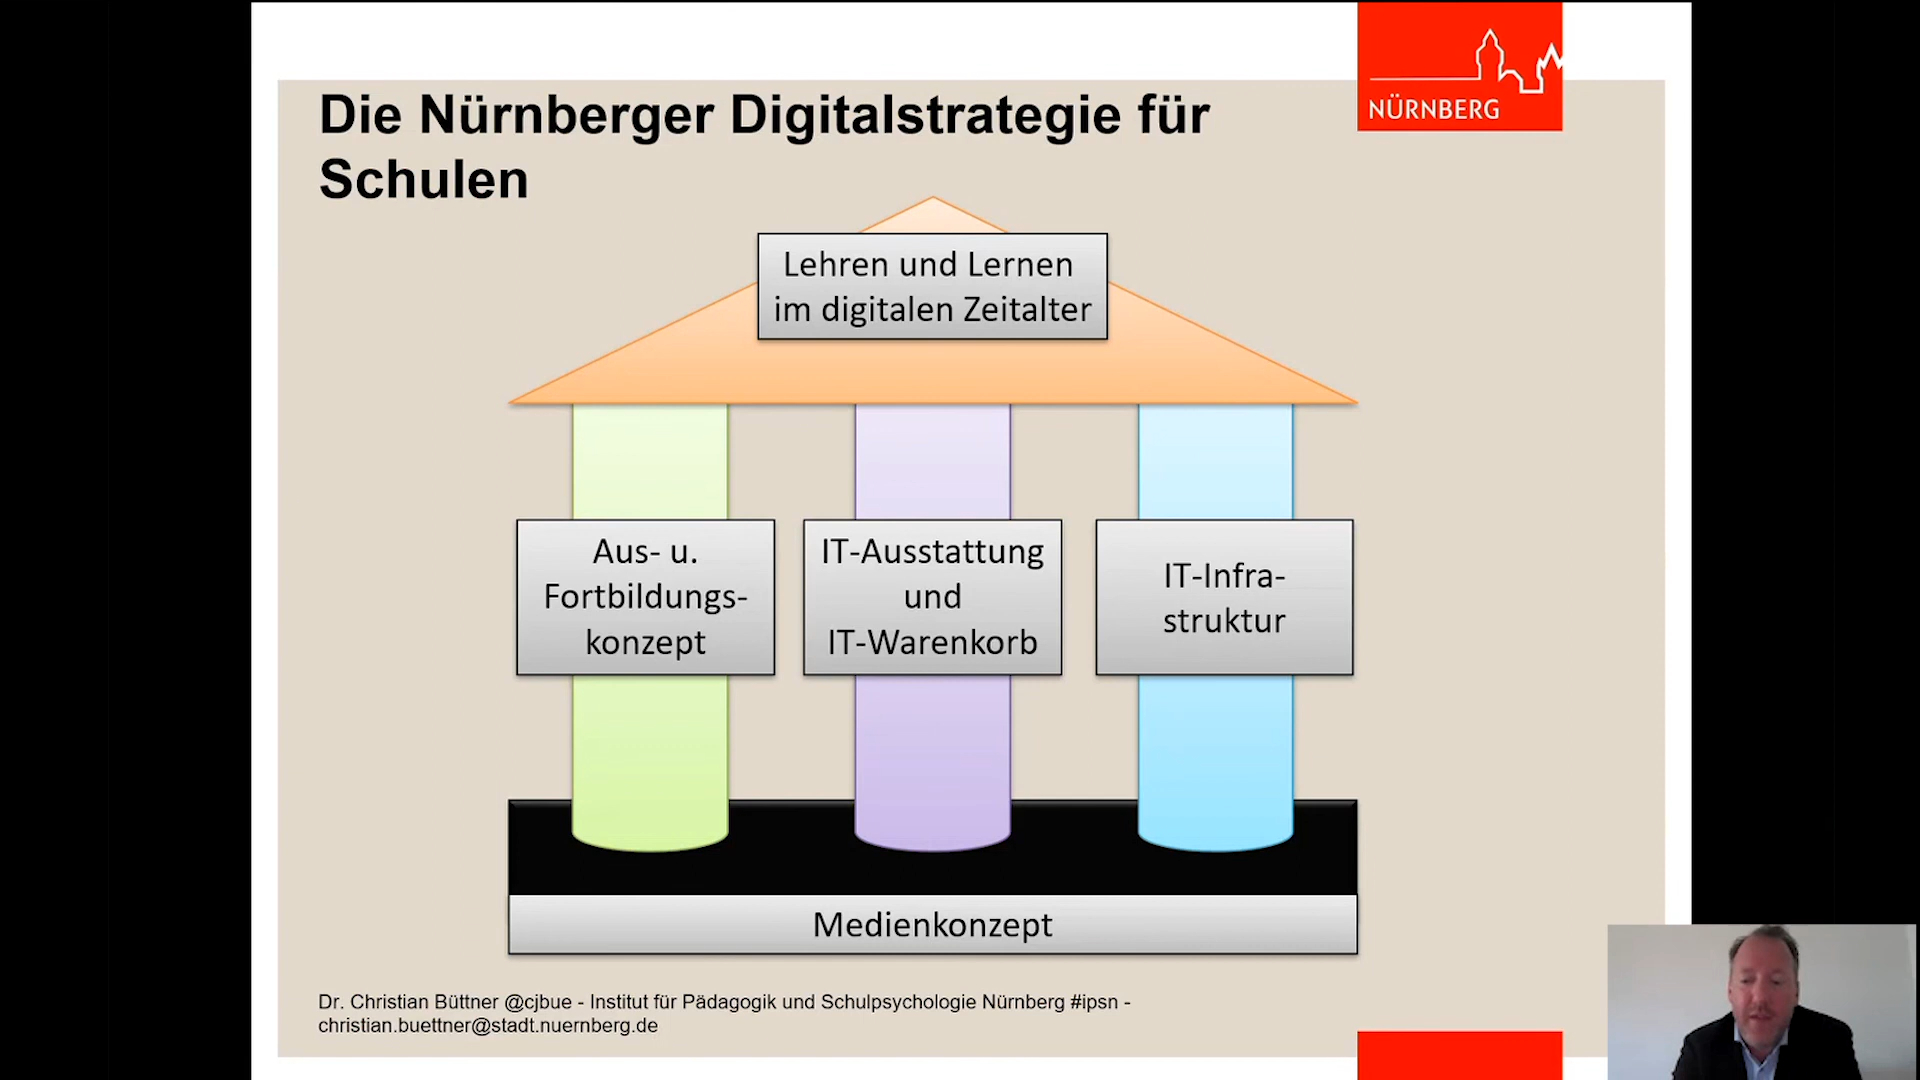 Die Nürnberger Digitalstrategie für
Schulen
NÜRNBERG
Lehren und Lernen
im digitalen Zeitalter
Aus- u.
Fortbildungs-
konzept
IT-Ausstattung
und
IT-Warenkorb
IT-Infra-
struktur
Medienkonzept
Dr. Christian Büttner @cjbue - Institut für Pädagogik und Schulpsychologie Nürnberg #ipsn -
christian.buettner@stadt.nuernberg.de